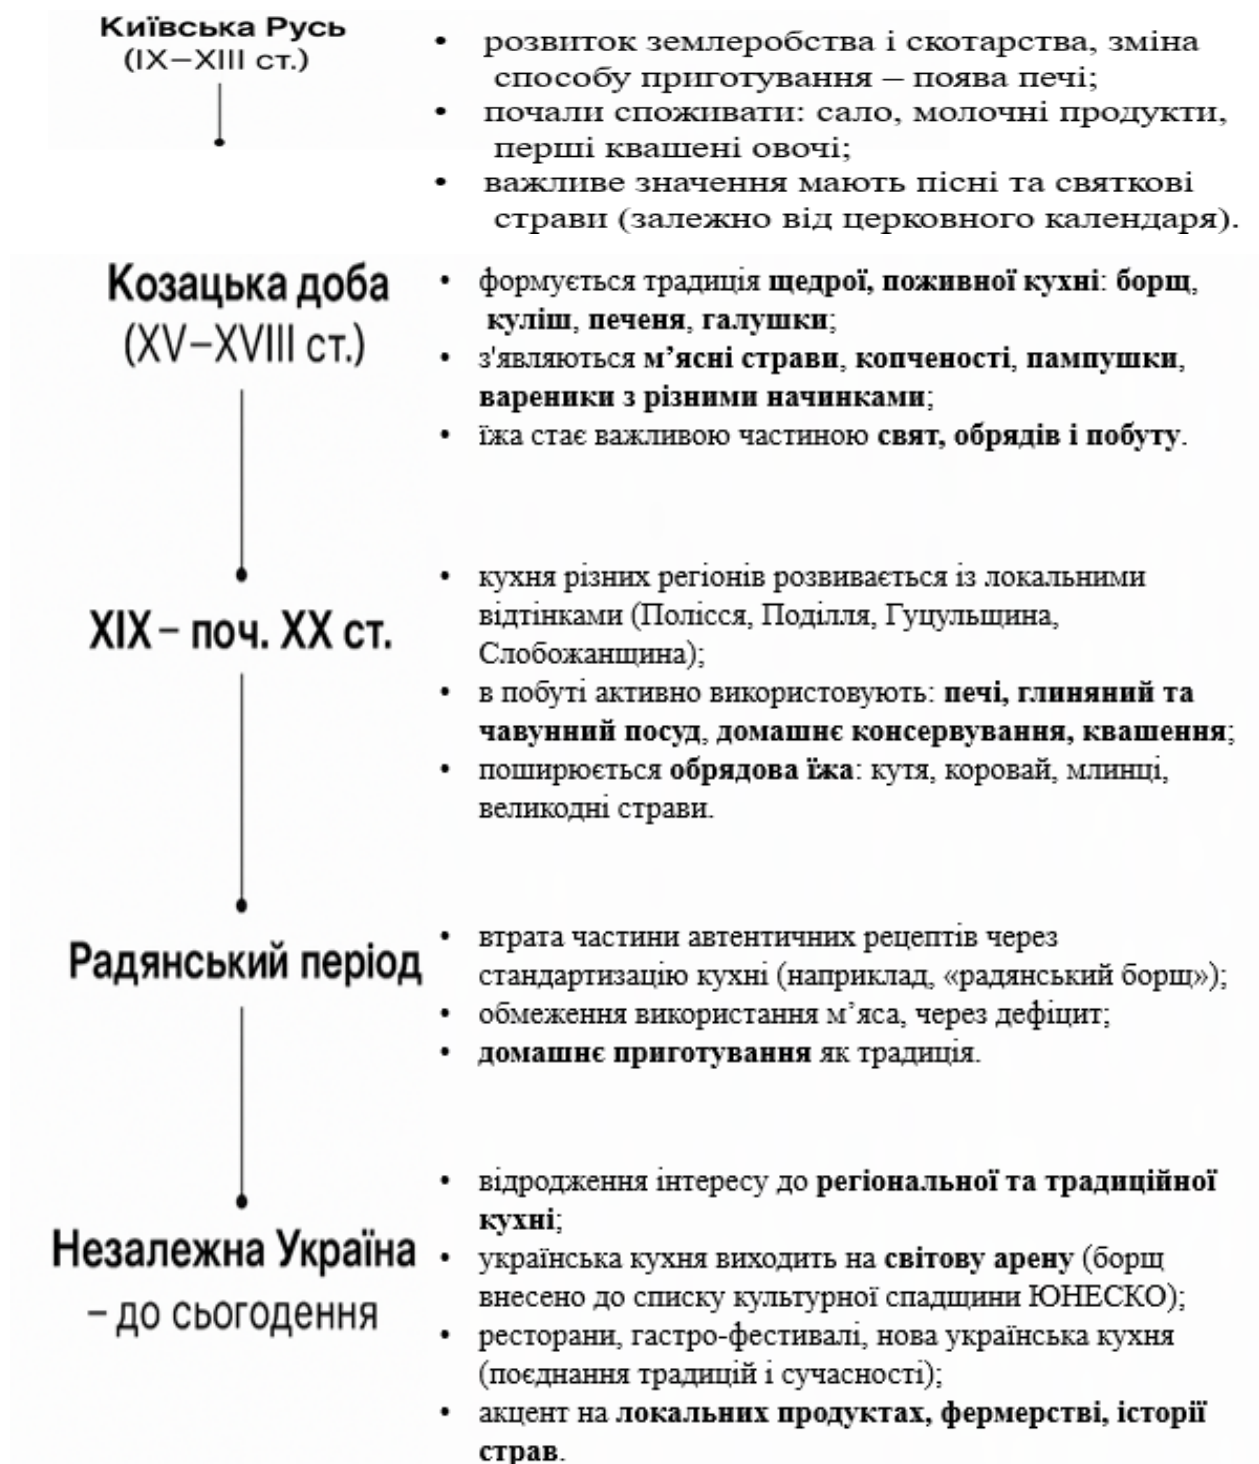 Київська Русь
(IX–XIII ст.)
• розвиток землеробства і скотарства, зміна
способу приготування – поява печі;
• почали споживати: сало, молочні продукти,
перші квашені овочі;
• важливе значення мають пісні та святкові
страви (залежно від церковного календаря).
Козацька доба
(XV–XVIII ст.)
• формується традиція щедрої, поживної кухні: борщ,
куліш, печеня, галушки;
• з'являються м’ясні страви, копченості, пампушки,
вареники з різними начинками;
• їжа стає важливою частиною свят, обрядів і побуту.
XIX – поч. XX ст.
• кухня різних регіонів розвивається із локальними
відтінками (Полісся, Поділля, Гуцульщина,
Слобожанщина);
• в побуті активно використовують: печі, глиняний та
чавунний посуд, домашнє консервування, квашення;
• поширюється обрядова їжа: кутя, коровай, млинці,
великодні страви.
Радянський період
• втрата частини автентичних рецептів через
стандартизацію кухні (наприклад, «радянський борщ»);
• обмеження використання м’яса, через дефіцит;
• домашнє приготування як традиція.
Незалежна Україна
– до сьогодення
• відродження інтересу до регіональної та традиційної
кухні;
• українська кухня виходить на світову арену (борщ
внесено до списку культурної спадщини ЮНЕСКО);
• ресторани, гастро-фестивалі, нова українська кухня
(поєднання традицій і сучасності);
• акцент на локальних продуктах, фермерстві, історії
страв.